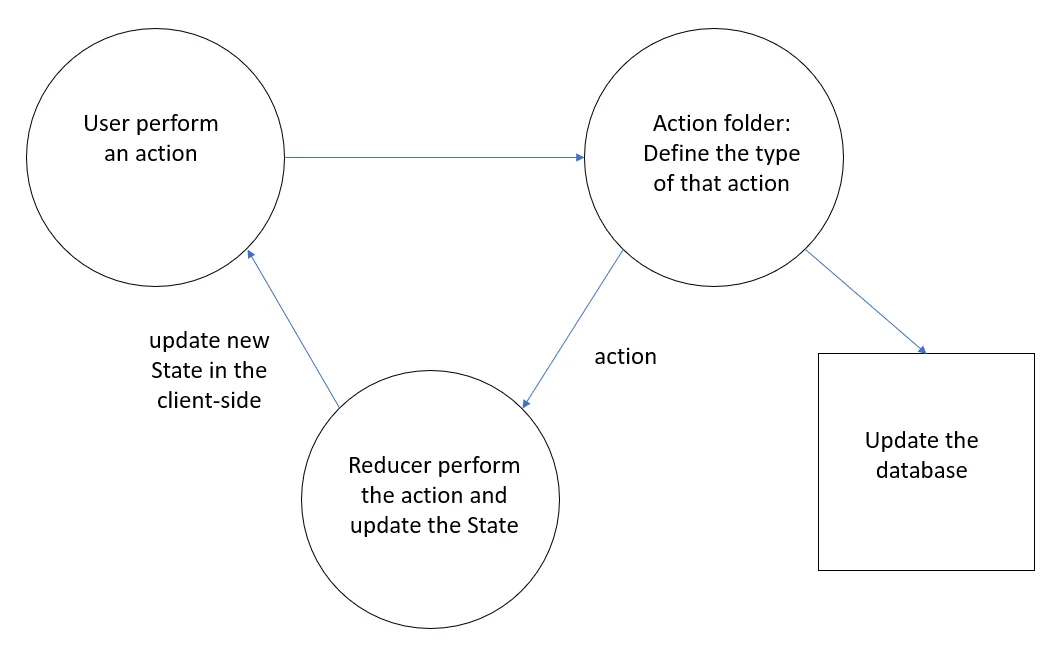 User perform
an action
Action folder:
Define the type
of that action
update new
State in the
client-side
action
Reducer perform
the action and
update the State
Update the
database